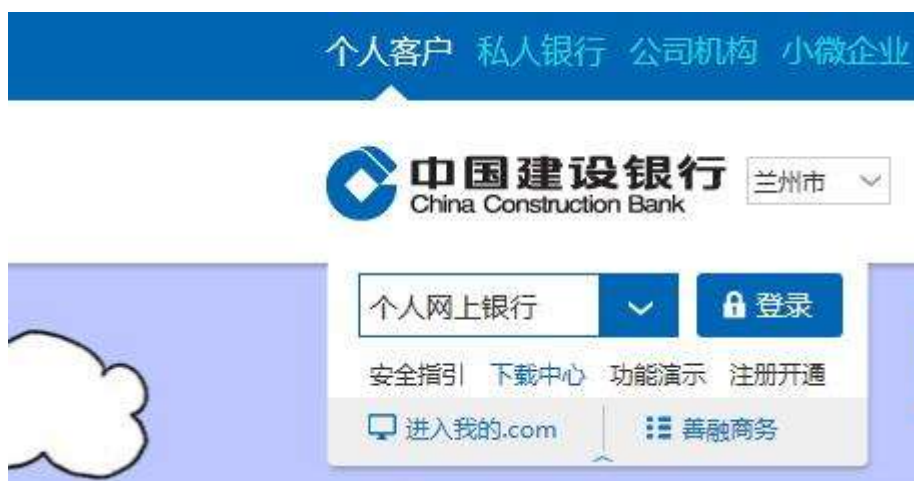 个人客户 私人银行 公司机构 小微企业
中国建设银行 兰州市
China Construction Bank
个人网上银行 登录
安全指引 下载中心 功能演示 注册开通
进入我的.com 善融商务